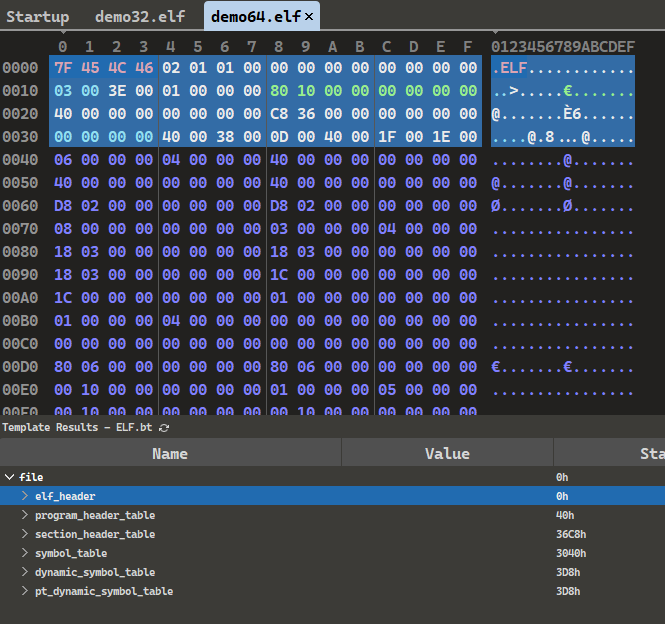 Startup demo32.elf demo64.elf ×
0 1 2 3 4 5 6 7 8 9 A B C D E F 0123456789ABCDEF
0000 7F 45 4C 46 02 01 01 00 00 00 00 00 00 00 00 00 .ELF............
0010 03 00 3E 00 01 00 00 00 80 10 00 00 00 00 00 00 ..>.....€.......
0020 40 00 00 00 00 00 00 00 C8 36 00 00 00 00 00 00 @.......È6......
0030 00 00 00 00 40 00 38 00 0D 00 40 00 1F 00 1E 00 ....@.8...@.....
0040 06 00 00 00 04 00 00 00 40 00 00 00 00 00 00 00 ........@.......
0050 40 00 00 00 00 00 00 00 40 00 00 00 00 00 00 00 @.......@.......
0060 D8 02 00 00 00 00 00 00 D8 02 00 00 00 00 00 00 Ø.......Ø.......
0070 08 00 00 00 00 00 00 00 03 00 00 00 04 00 00 00 ................
0080 18 03 00 00 00 00 00 00 18 03 00 00 00 00 00 00 ................
0090 18 03 00 00 00 00 00 00 1C 00 00 00 00 00 00 00 ................
00A0 1C 00 00 00 00 00 00 00 01 00 00 00 00 00 00 00 ................
00B0 01 00 00 00 04 00 00 00 00 00 00 00 00 00 00 00 ................
00C0 00 00 00 00 00 00 00 00 00 00 00 00 00 00 00 00 ................
00D0 80 06 00 00 00 00 00 00 80 06 00 00 00 00 00 00 €.......€.......
00E0 00 10 00 00 00 00 00 00 01 00 00 00 05 00 00 00 ................
00F0 00 10 00 00 00 00 00 00 00 10 00 00 00 00 00 00
Template Results - ELF.bt
Name Value Sta
file 0h
elf_header 0h
program_header_table 40h
section_header_table 36C8h
symbol_table 3040h
dynamic_symbol_table 3D8h
pt_dynamic_symbol_table 3D8h